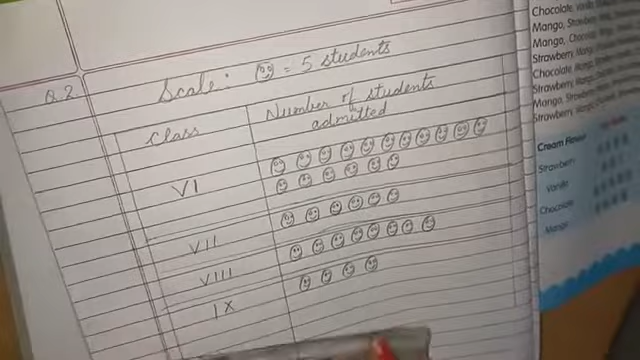 Q.2
Scale: = 5 students
Class
Number of students
admitted
VI
VII
VIII
IX
Chocolate, Vanilla
Mango, Strawberry
Mango, Chocolate
Strawberry, Mango
Chocolate
Strawberry
Mango, Strawberry
Strawberry
Cream Flavour
Strawberry
Vanilla
Chocolate
Mango